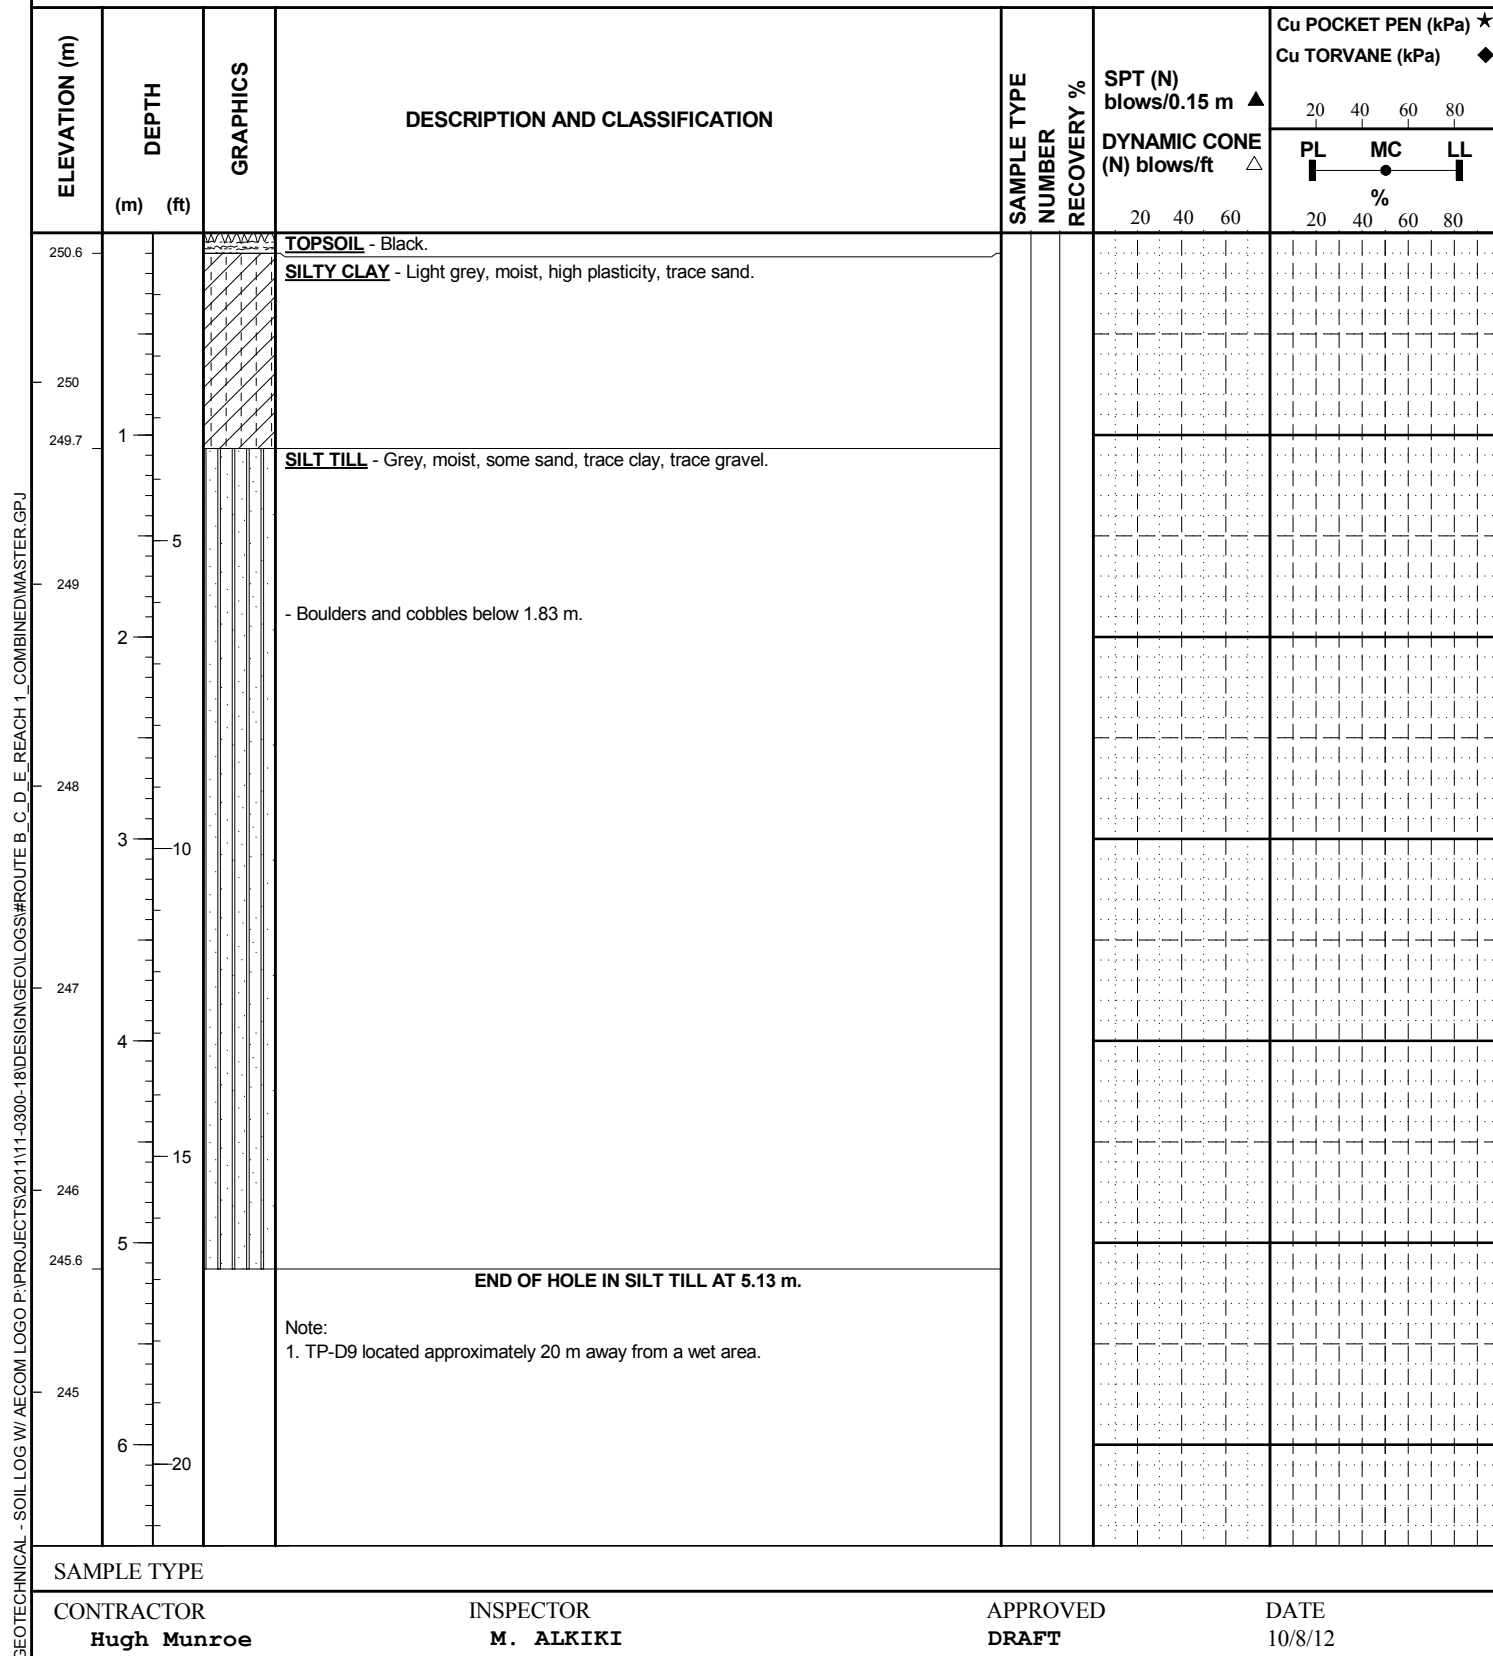 ELEVATION (m)
DEPTH
(m) (ft)
GRAPHICS
DESCRIPTION AND CLASSIFICATION
SAMPLE TYPE
NUMBER
RECOVERY %
SPT (N)
blows/0.15 m ▲
DYNAMIC CONE
(N) blows/ft △
20 40 60
Cu POCKET PEN (kPa) ★
Cu TORVANE (kPa) ◆
20 40 60 80
PL MC LL
%
20 40 60 80
250.6
TOPSOIL - Black.
SILTY CLAY - Light grey, moist, high plasticity, trace sand.
250
249.7
1
SILT TILL - Grey, moist, some sand, trace clay, trace gravel.
5
249
- Boulders and cobbles below 1.83 m.
2
248
3
10
247
4
15
246
5
245.6
END OF HOLE IN SILT TILL AT 5.13 m.
Note:
1. TP-D9 located approximately 20 m away from a wet area.
245
6
20
SAMPLE TYPE
CONTRACTOR INSPECTOR APPROVED DATE
Hugh Munroe M. ALKIKI DRAFT 10/8/12
GEOTECHNICAL - SOIL LOG W/ AECOM LOGO P:\PROJECTS\2011\11-0300-18\DESIGN\GEO\LOGS\#ROUTE B_C_D_E_REACH 1_COMBINED\MASTER.GPJ